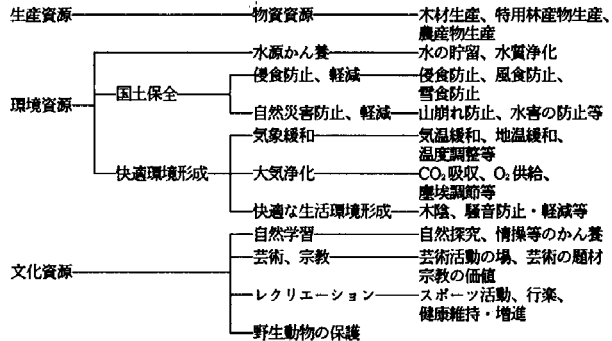 生産資源 物資資源 木材生産、特用林産物生産、
農産物生産
水源かん養 水の貯留、水質浄化
環境資源 国土保全 侵食防止、軽減 侵食防止、風食防止、
雪食防止
自然災害防止、軽減 山崩れ防止、水害の防止等
気象緩和 気温緩和、地温緩和、
温度調整等
快適環境形成 大気浄化 CO₂吸収、O₂供給、
塵埃調節等
快適な生活環境形成 木陰、騒音防止・軽減等
自然学習 自然探究、情操等のかん養
文化資源 芸術、宗教 芸術活動の場、芸術の題材
宗教の価値
レクリエーション スポーツ活動、行楽、
健康維持・増進
野生動物の保護